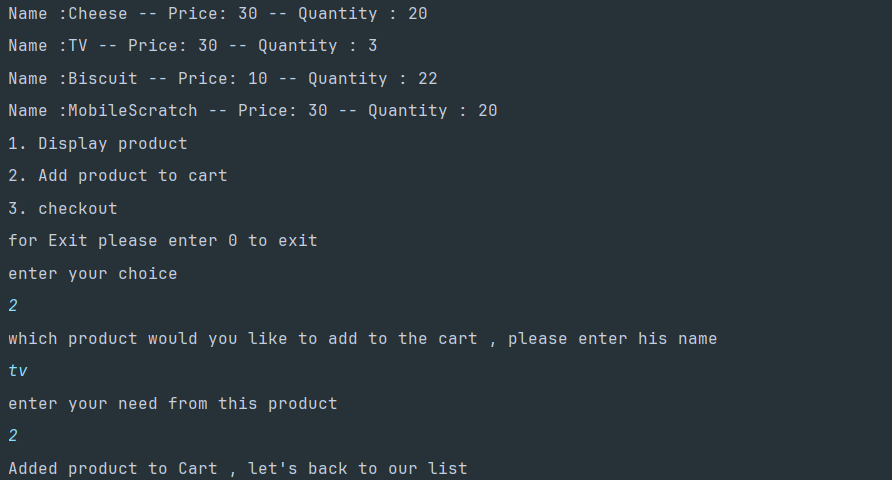 Name :Cheese -- Price: 30 -- Quantity : 20
Name :TV -- Price: 30 -- Quantity : 3
Name :Biscuit -- Price: 10 -- Quantity : 22
Name :MobileScratch -- Price: 30 -- Quantity : 20
1. Display product
2. Add product to cart
3. checkout
for Exit please enter 0 to exit
enter your choice
2
which product would you like to add to the cart , please enter his name
tv
enter your need from this product
2
Added product to Cart , let's back to our list